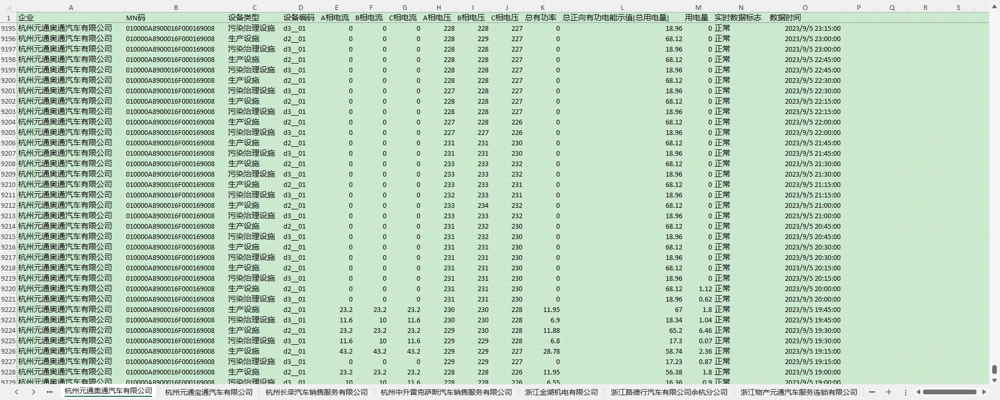 A B C D E F G H I J K L M N O P Q R S
1 企业 MN码 设备类型 设备编码 A相电流 B相电流 C相电流 A相电压 B相电压 C相电压 总有功率 总正向有功电能示值(总用电量) 用电量 实时数据标志 数据时间
9195 杭州元通奥通汽车有限公司 010000A8900016F000169008 污染治理设施 d3__01 0 0 0 228 228 227 0 18.96 0 正常 2023/9/5 23:15:00
9196 杭州元通奥通汽车有限公司 010000A8900016F000169008 生产设施 d2__01 0 0 0 228 229 227 0 68.12 0 正常 2023/9/5 23:00:00
9197 杭州元通奥通汽车有限公司 010000A8900016F000169008 污染治理设施 d3__01 0 0 0 228 228 227 0 18.96 0 正常 2023/9/5 23:00:00
9198 杭州元通奥通汽车有限公司 010000A8900016F000169008 生产设施 d2__01 0 0 0 228 228 227 0 68.12 0 正常 2023/9/5 22:45:00
9199 杭州元通奥通汽车有限公司 010000A8900016F000169008 污染治理设施 d3__01 0 0 0 228 228 227 0 18.96 0 正常 2023/9/5 22:45:00
9200 杭州元通奥通汽车有限公司 010000A8900016F000169008 生产设施 d2__01 0 0 0 228 228 227 0 68.12 0 正常 2023/9/5 22:30:00
9201 杭州元通奥通汽车有限公司 010000A8900016F000169008 污染治理设施 d3__01 0 0 0 227 228 227 0 18.96 0 正常 2023/9/5 22:30:00
9202 杭州元通奥通汽车有限公司 010000A8900016F000169008 生产设施 d2__01 0 0 0 228 228 227 0 68.12 0 正常 2023/9/5 22:15:00
9203 杭州元通奥通汽车有限公司 010000A8900016F000169008 污染治理设施 d3__01 0 0 0 228 228 227 0 18.96 0 正常 2023/9/5 22:15:00
9204 杭州元通奥通汽车有限公司 010000A8900016F000169008 生产设施 d2__01 0 0 0 227 228 226 0 68.12 0 正常 2023/9/5 22:00:00
9205 杭州元通奥通汽车有限公司 010000A8900016F000169008 污染治理设施 d3__01 0 0 0 227 227 226 0 18.96 0 正常 2023/9/5 22:00:00
9206 杭州元通奥通汽车有限公司 010000A8900016F000169008 生产设施 d2__01 0 0 0 231 231 230 0 68.12 0 正常 2023/9/5 21:45:00
9207 杭州元通奥通汽车有限公司 010000A8900016F000169008 污染治理设施 d3__01 0 0 0 231 231 230 0 18.96 0 正常 2023/9/5 21:45:00
9208 杭州元通奥通汽车有限公司 010000A8900016F000169008 生产设施 d2__01 0 0 0 233 233 232 0 68.12 0 正常 2023/9/5 21:30:00
9209 杭州元通奥通汽车有限公司 010000A8900016F000169008 污染治理设施 d3__01 0 0 0 233 233 232 0 18.96 0 正常 2023/9/5 21:30:00
9210 杭州元通奥通汽车有限公司 010000A8900016F000169008 生产设施 d2__01 0 0 0 233 233 231 0 68.12 0 正常 2023/9/5 21:15:00
9211 杭州元通奥通汽车有限公司 010000A8900016F000169008 污染治理设施 d3__01 0 0 0 232 233 231 0 18.96 0 正常 2023/9/5 21:15:00
9212 杭州元通奥通汽车有限公司 010000A8900016F000169008 生产设施 d2__01 0 0 0 233 234 232 0 68.12 0 正常 2023/9/5 21:00:00
9213 杭州元通奥通汽车有限公司 010000A8900016F000169008 污染治理设施 d3__01 0 0 0 233 233 232 0 18.96 0 正常 2023/9/5 21:00:00
9214 杭州元通奥通汽车有限公司 010000A8900016F000169008 生产设施 d2__01 0 0 0 231 232 230 0 68.12 0 正常 2023/9/5 20:45:00
9215 杭州元通奥通汽车有限公司 010000A8900016F000169008 污染治理设施 d3__01 0 0 0 231 232 230 0 18.96 0 正常 2023/9/5 20:45:00
9216 杭州元通奥通汽车有限公司 010000A8900016F000169008 生产设施 d2__01 0 0 0 231 231 230 0 68.12 0 正常 2023/9/5 20:30:00
9217 杭州元通奥通汽车有限公司 010000A8900016F000169008 污染治理设施 d3__01 0 0 0 231 231 230 0 18.96 0 正常 2023/9/5 20:30:00
9218 杭州元通奥通汽车有限公司 010000A8900016F000169008 生产设施 d2__01 0 0 0 231 231 230 0 68.12 0 正常 2023/9/5 20:15:00
9219 杭州元通奥通汽车有限公司 010000A8900016F000169008 污染治理设施 d3__01 0 0 0 231 231 230 0 18.96 0 正常 2023/9/5 20:15:00
9220 杭州元通奥通汽车有限公司 010000A8900016F000169008 生产设施 d2__01 0 0 0 231 231 230 0 68.12 1.12 正常 2023/9/5 20:00:00
9221 杭州元通奥通汽车有限公司 010000A8900016F000169008 污染治理设施 d3__01 0 0 0 231 231 230 0 18.96 0.62 正常 2023/9/5 20:00:00
9222 杭州元通奥通汽车有限公司 010000A8900016F000169008 生产设施 d2__01 23.2 23.2 23.2 230 230 228 11.95 67 1.8 正常 2023/9/5 19:45:00
9223 杭州元通奥通汽车有限公司 010000A8900016F000169008 污染治理设施 d3__01 11.6 10 11.6 230 230 228 6.9 18.34 1.04 正常 2023/9/5 19:45:00
9224 杭州元通奥通汽车有限公司 010000A8900016F000169008 生产设施 d2__01 23.2 23.2 23.2 229 230 228 11.88 65.2 6.46 正常 2023/9/5 19:30:00
9225 杭州元通奥通汽车有限公司 010000A8900016F000169008 污染治理设施 d3__01 11.6 10 11.6 229 229 228 6.8 17.3 0.07 正常 2023/9/5 19:30:00
9226 杭州元通奥通汽车有限公司 010000A8900016F000169008 生产设施 d2__01 43.2 43.2 43.2 229 229 227 28.78 58.74 2.36 正常 2023/9/5 19:15:00
9227 杭州元通奥通汽车有限公司 010000A8900016F000169008 污染治理设施 d3__01 0 0 0 229 229 227 0 17.23 0.87 正常 2023/9/5 19:15:00
9228 杭州元通奥通汽车有限公司 010000A8900016F000169008 生产设施 d2__01 23.2 23.2 23.2 228 228 226 11.95 56.38 1.8 正常 2023/9/5 19:00:00
9229 杭州元通奥通汽车有限公司 010000A8900016F000169008 污染治理设施 d3__01 10 10 11.6 228 228 226 6.55 16.36 0.9 正常 2023/9/5 19:00:00
杭州元通奥通汽车有限公司 杭州元通宝通汽车有限公司 杭州长荣汽车销售服务有限公司 杭州中升雷克萨斯汽车销售服务有限公司 浙江金湖机电有限公司 浙江路德行汽车有限公司余杭分公司 浙江物产元通汽车服务连锁有限公司